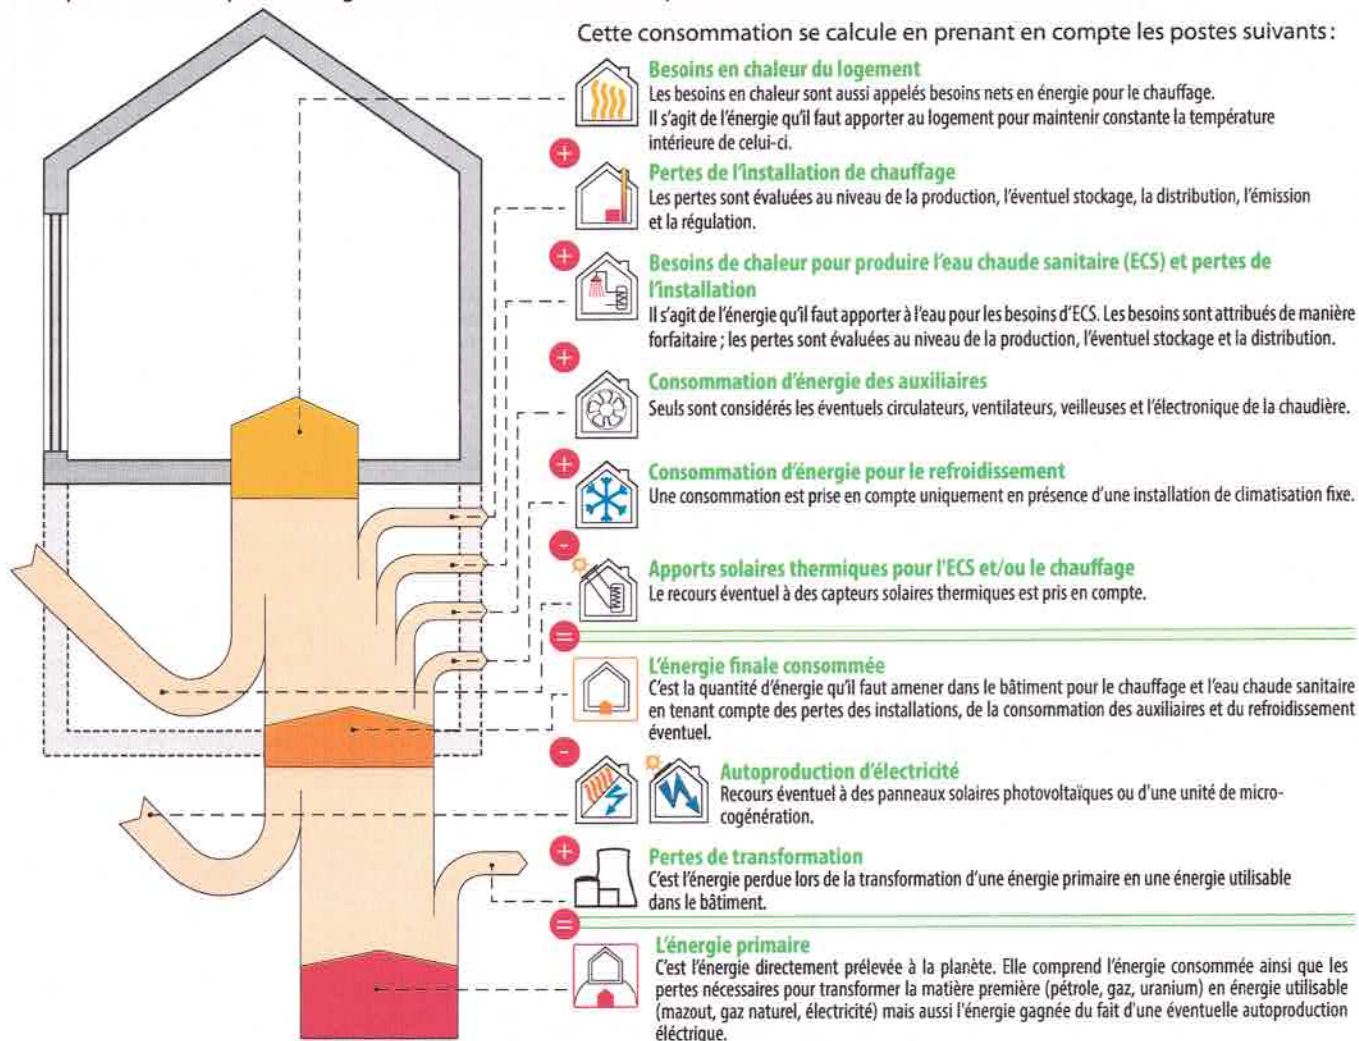 Cette consommation se calcule en prenant en compte les postes suivants :
Besoins en chaleur du logement
Les besoins en chaleur sont aussi appelés besoins nets en énergie pour le chauffage.
Il s'agit de l'énergie qu'il faut apporter au logement pour maintenir constante la température
intérieure de celui-ci.
+
Pertes de l'installation de chauffage
Les pertes sont évaluées au niveau de la production, l'éventuel stockage, la distribution, l'émission
et la régulation.
+
Besoins de chaleur pour produire l'eau chaude sanitaire (ECS) et pertes de
l'installation
Il s'agit de l'énergie qu'il faut apporter à l'eau pour les besoins d'ECS. Les besoins sont attribués de manière
forfaitaire ; les pertes sont évaluées au niveau de la production, l'éventuel stockage et la distribution.
+
Consommation d'énergie des auxiliaires
Seuls sont considérés les éventuels circulateurs, ventilateurs, veilleuses et l'électronique de la chaudière.
+
Consommation d'énergie pour le refroidissement
Une consommation est prise en compte uniquement en présence d'une installation de climatisation fixe.
-
Apports solaires thermiques pour l'ECS et/ou le chauffage
Le recours éventuel à des capteurs solaires thermiques est pris en compte.
=
L'énergie finale consommée
C'est la quantité d'énergie qu'il faut amener dans le bâtiment pour le chauffage et l'eau chaude sanitaire
en tenant compte des pertes des installations, de la consommation des auxiliaires et du refroidissement
éventuel.
-
Autoproduction d'électricité
Recours éventuel à des panneaux solaires photovoltaïques ou d'une unité de micro-
cogénération.
+
Pertes de transformation
C'est l'énergie perdue lors de la transformation d'une énergie primaire en une énergie utilisable
dans le bâtiment.
=
L'énergie primaire
C'est l'énergie directement prélevée à la planète. Elle comprend l'énergie consommée ainsi que les
pertes nécessaires pour transformer la matière première (pétrole, gaz, uranium) en énergie utilisable
(mazout, gaz naturel, électricité) mais aussi l'énergie gagnée du fait d'une éventuelle autoproduction
éléctrique.